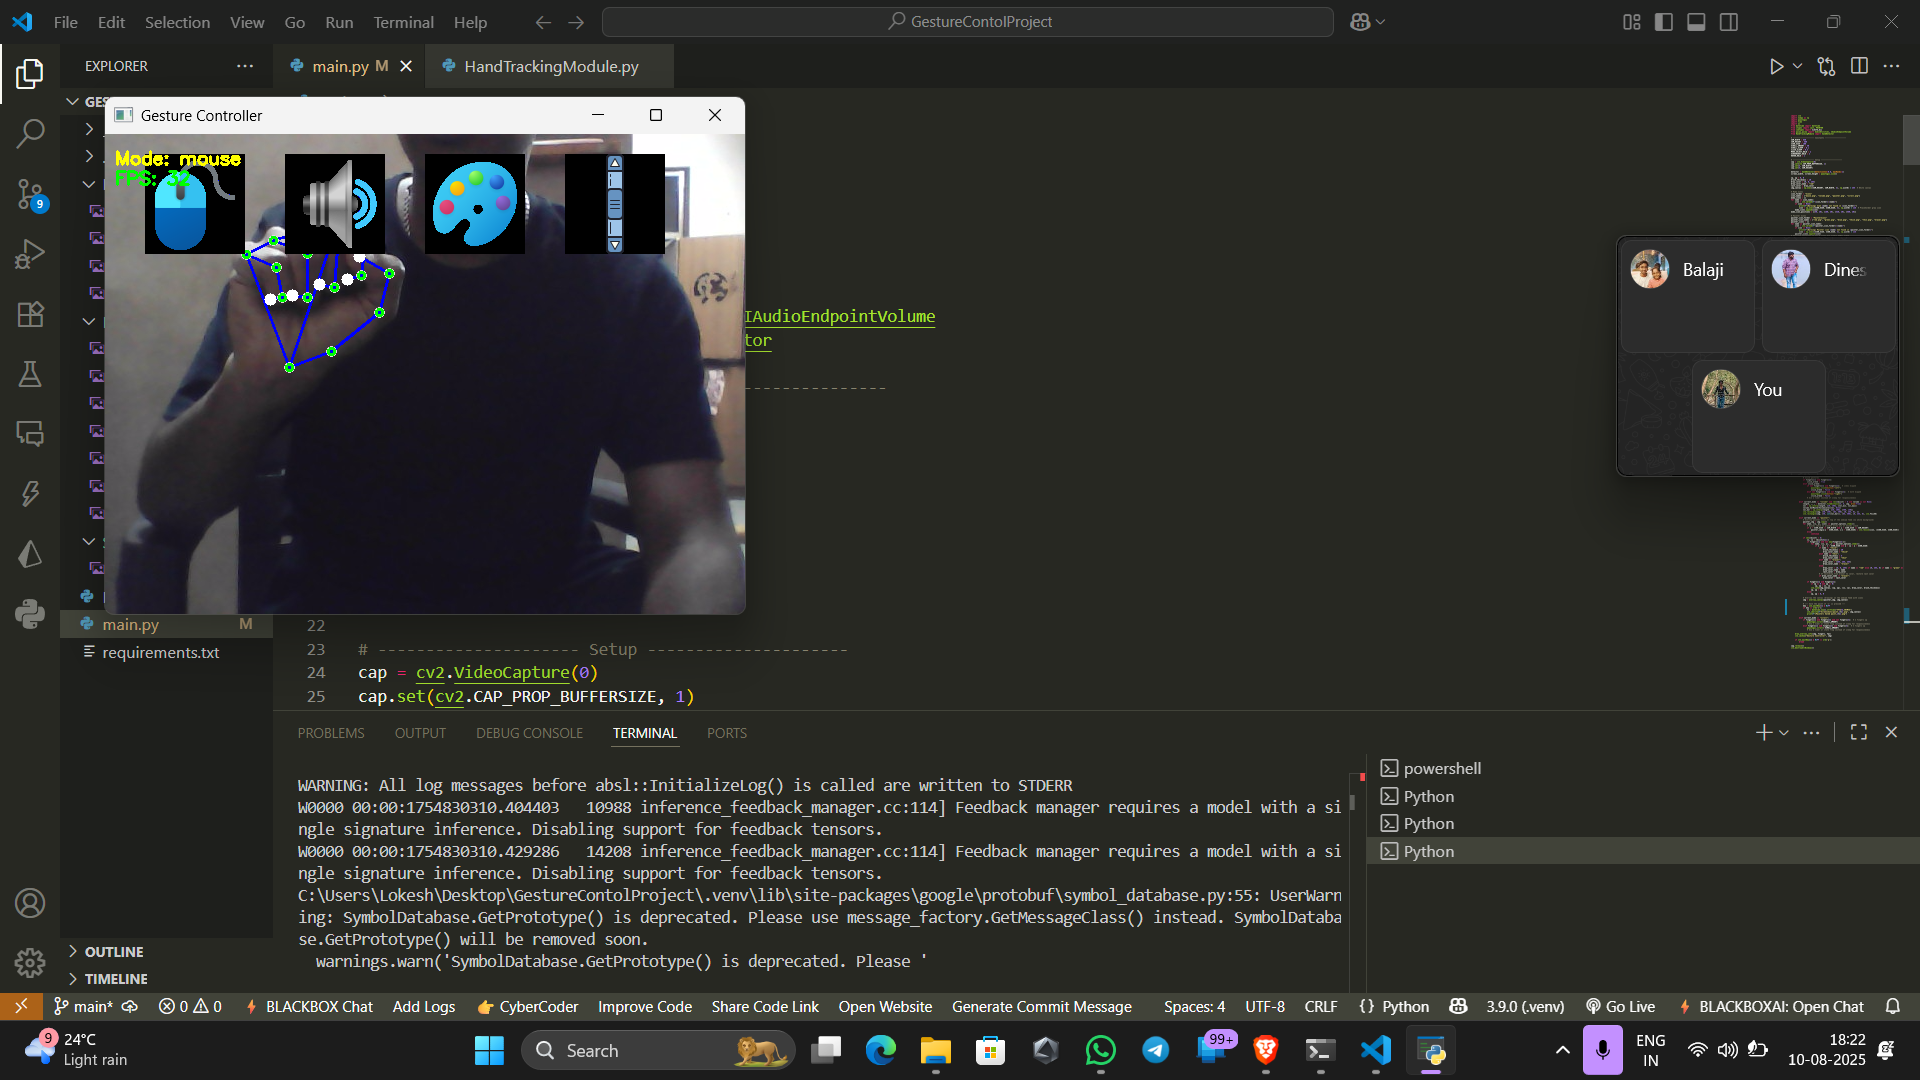 File Edit Selection View Go Run Terminal Help
GestureContolProject
EXPLORER
main.py M
HandTrackingModule.py
Gesture Controller
Mode: mouse
FPS: 32
IAudioEndpointVolume
tor
---------------
Balaji
Dines
You
main.py M
requirements.txt
22
23 # --------------------- Setup ---------------------
24 cap = cv2.VideoCapture(0)
25 cap.set(cv2.CAP_PROP_BUFFERSIZE, 1)
OUTLINE
TIMELINE
PROBLEMS OUTPUT DEBUG CONSOLE TERMINAL PORTS
WARNING: All log messages before absl::InitializeLog() is called are written to STDERR
W0000 00:00:1754830310.404403 10988 inference_feedback_manager.cc:114] Feedback manager requires a model with a si
ngle signature inference. Disabling support for feedback tensors.
W0000 00:00:1754830310.429286 14208 inference_feedback_manager.cc:114] Feedback manager requires a model with a si
ngle signature inference. Disabling support for feedback tensors.
C:\Users\Lokesh\Desktop\GestureContolProject\.venv\lib\site-packages\google\protobuf\symbol_database.py:55: UserWarn
ing: SymbolDatabase.GetPrototype() is deprecated. Please use message_factory.GetMessageClass() instead. SymbolDataba
se.GetPrototype() will be removed soon.
warnings.warn('SymbolDatabase.GetPrototype() is deprecated. Please '
powershell
Python
Python
Python
9
main* 0 0 BLACKBOX Chat Add Logs CyberCoder Improve Code Share Code Link Open Website Generate Commit Message Spaces: 4 UTF-8 CRLF {} Python 3.9.0 (.venv) Go Live BLACKBOXAI: Open Chat
9
24°C
Light rain
Search
99+
ENG
IN
18:22
10-08-2025